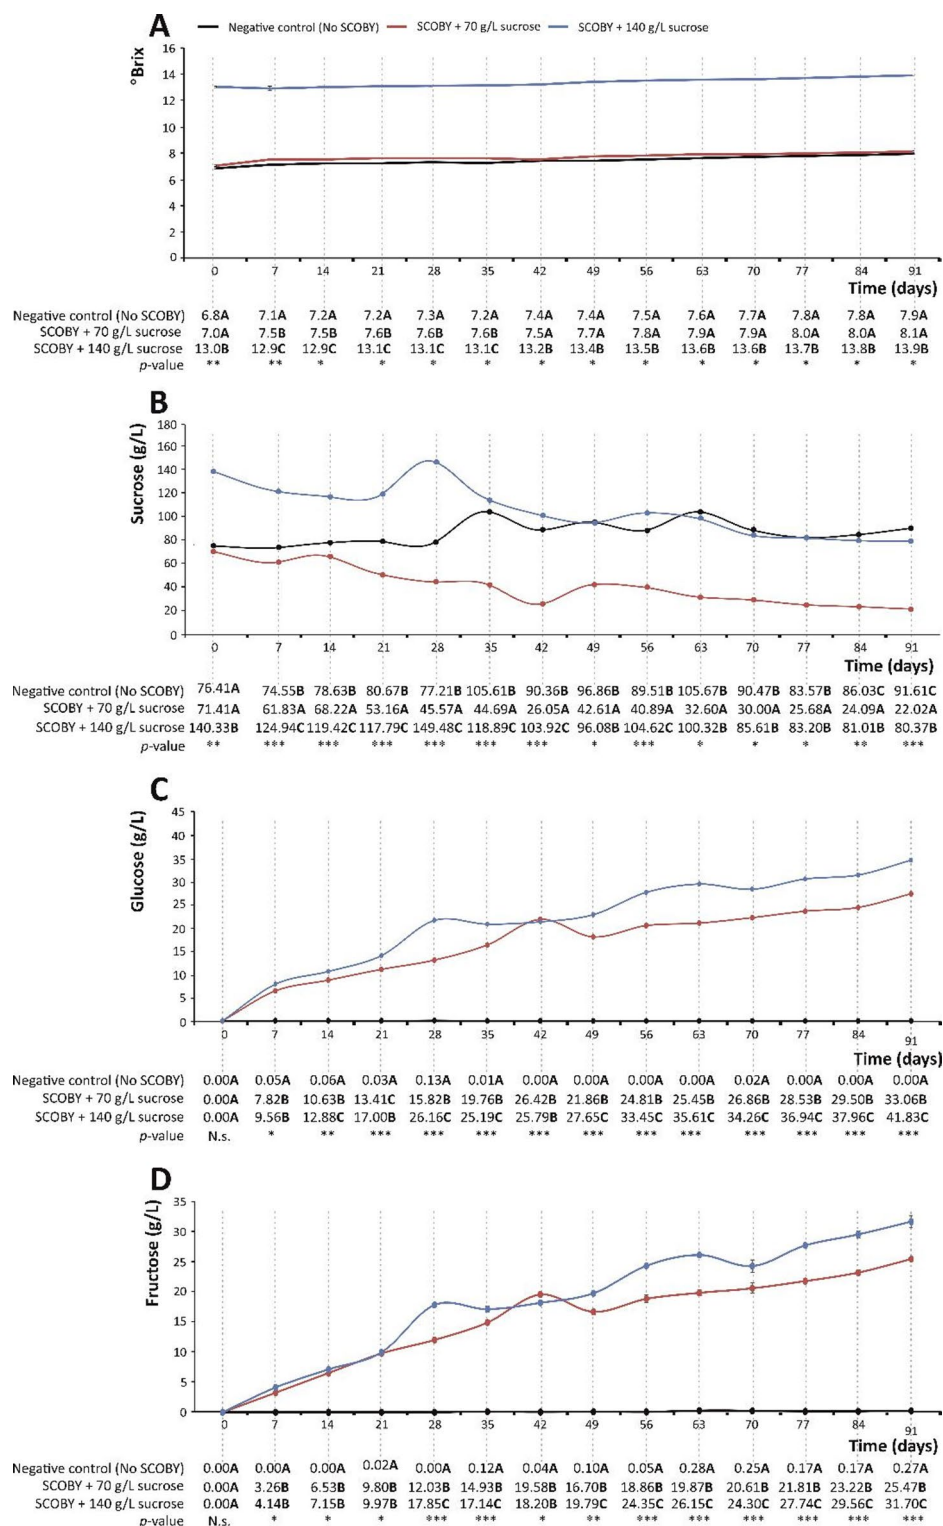 A
Negative control (No SCOBY) SCOBY + 70 g/L sucrose SCOBY + 140 g/L sucrose
°Brix
16
14
12
10
8
6
4
2
0
0 7 14 21 28 35 42 49 56 63 70 77 84 91
Time (days)
Negative control (No SCOBY) 6.8A 7.1A 7.2A 7.2A 7.3A 7.2A 7.4A 7.4A 7.5A 7.6A 7.7A 7.8A 7.8A 7.9A
SCOBY + 70 g/L sucrose 7.0A 7.5B 7.5B 7.6B 7.6B 7.6B 7.5A 7.7A 7.8A 7.9A 7.9A 8.0A 8.0A 8.1A
SCOBY + 140 g/L sucrose 13.0B 12.9C 12.9C 13.1C 13.1C 13.1C 13.2B 13.4B 13.5B 13.6B 13.6B 13.7B 13.8B 13.9B
p-value ** ** * * * * * * * * * * * *
B
Sucrose (g/L)
180
160
140
120
100
80
60
40
20
0
0 7 14 21 28 35 42 49 56 63 70 77 84 91
Time (days)
Negative control (No SCOBY) 76.41A 74.55B 78.63B 80.67B 77.21B 105.61B 90.36B 96.86B 89.51B 105.67B 90.47B 83.57B 86.03C 91.61C
SCOBY + 70 g/L sucrose 71.41A 61.83A 68.22A 53.16A 45.57A 44.69A 26.05A 42.61A 40.89A 32.60A 30.00A 25.68A 24.09A 22.02A
SCOBY + 140 g/L sucrose 140.33B 124.94C 119.42C 117.79C 149.48C 118.89C 103.92C 96.08B 104.62C 100.32B 85.61B 83.20B 81.01B 80.37B
p-value ** *** *** *** *** *** *** * *** * * * ** ***
C
Glucose (g/L)
45
40
35
30
25
20
15
10
5
0
0 7 14 21 28 35 42 49 56 63 70 77 84 91
Time (days)
Negative control (No SCOBY) 0.00A 0.05A 0.06A 0.03A 0.13A 0.01A 0.00A 0.00A 0.00A 0.00A 0.02A 0.00A 0.00A 0.00A
SCOBY + 70 g/L sucrose 0.00A 7.82B 10.63B 13.41C 15.82B 19.76B 26.42B 21.86B 24.81B 25.45B 26.86B 28.53B 29.50B 33.06B
SCOBY + 140 g/L sucrose 0.00A 9.56B 12.88C 17.00B 26.16C 25.19C 25.79B 27.65C 33.45C 35.61C 34.26C 36.94C 37.96C 41.83C
p-value N.s. * ** *** *** *** *** *** *** *** *** *** *** ***
D
Fructose (g/L)
35
30
25
20
15
10
5
0
0 7 14 21 28 35 42 49 56 63 70 77 84 91
Time (days)
Negative control (No SCOBY) 0.00A 0.00A 0.00A 0.02A 0.00A 0.12A 0.04A 0.10A 0.05A 0.28A 0.25A 0.17A 0.17A 0.27A
SCOBY + 70 g/L sucrose 0.00A 3.26B 6.53B 9.80B 12.03B 14.93B 19.58B 16.70B 18.86B 19.87B 20.61B 21.81B 23.22B 25.47B
SCOBY + 140 g/L sucrose 0.00A 4.14B 7.15B 9.97B 17.85C 17.14C 18.20B 19.79C 24.35C 26.15C 24.30C 27.74C 29.56C 31.70C
p-value N.s. * * * *** *** * ** *** *** *** *** *** ***